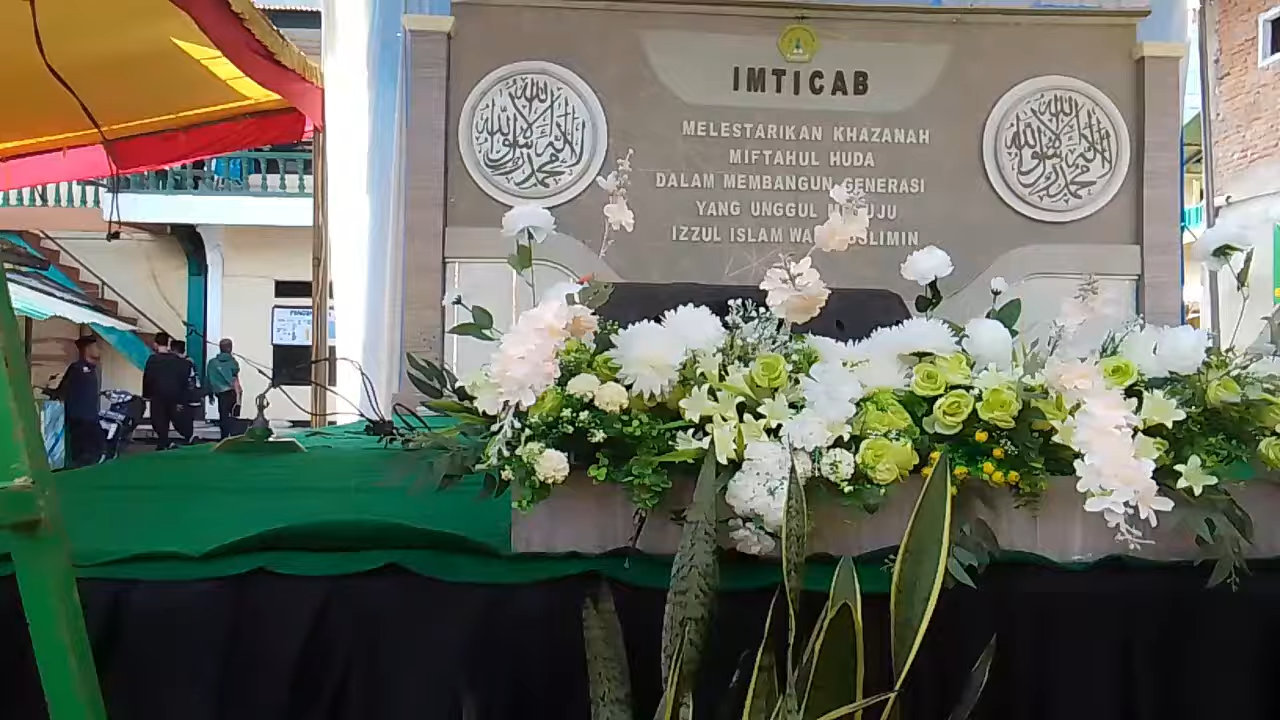 IMTICAB
MELESTARIKAN KHAZANAH
MIFTAHUL HUDA
DALAM MEMBANGUN GENERASI
YANG UNGGUL
IZZUL ISLAM
لا إله إلا الله محمد رسول الله
لا إله إلا الله محمد رسول الله